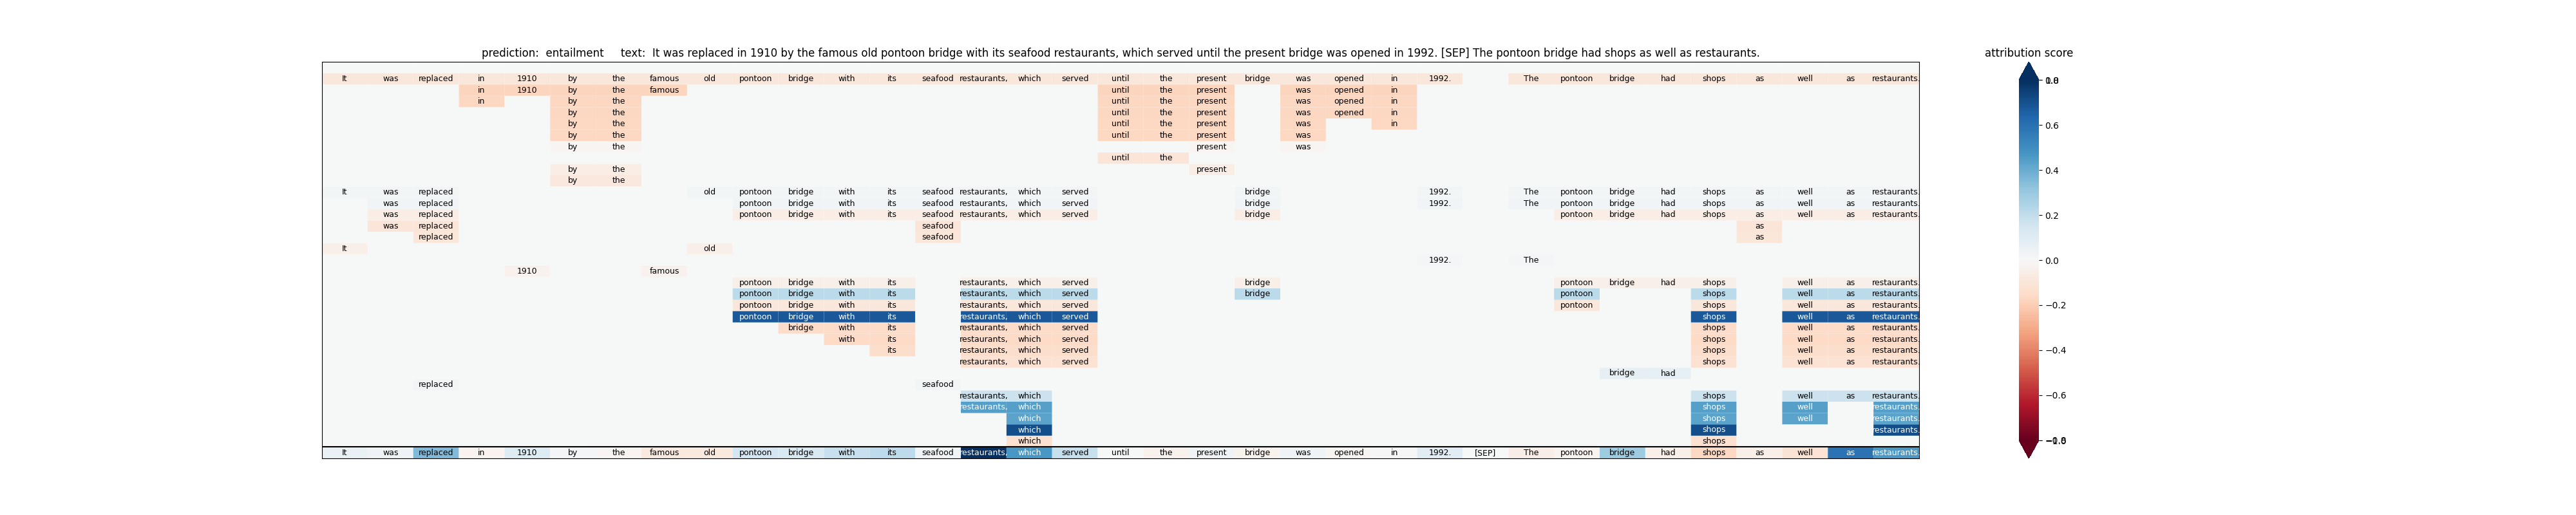 prediction: entailment text: It was replaced in 1910 by the famous old pontoon bridge with its seafood restaurants, which served until the present bridge was opened in 1992. [SEP] The pontoon bridge had shops as well as restaurants.
attribution score
It was replaced in 1910 by the famous old pontoon bridge with its seafood restaurants, which served until the present bridge was opened in 1992. The pontoon bridge had shops as well as restaurants.
in 1910 by the famous until the present was opened in
in by the until the present was opened in
by the until the present was opened in
by the until the present was in
by the until the present was
by the present was
until the
by the present
by the
It was replaced old pontoon bridge with its seafood restaurants, which served bridge 1992. The pontoon bridge had shops as well as restaurants.
was replaced pontoon bridge with its seafood restaurants, which served bridge 1992. The pontoon bridge had shops as well as restaurants.
was replaced pontoon bridge with its seafood restaurants, which served bridge pontoon bridge had shops as well as restaurants.
was replaced seafood as
replaced seafood as
It old
1992. The
1910 famous
pontoon bridge with its restaurants, which served bridge pontoon bridge had shops well as restaurants.
pontoon bridge with its restaurants, which served bridge pontoon shops well as restaurants.
pontoon bridge with its restaurants, which served pontoon shops well as restaurants.
pontoon bridge with its restaurants, which served shops well as restaurants.
bridge with its restaurants, which served shops well as restaurants.
with its restaurants, which served shops well as restaurants.
its restaurants, which served shops well as restaurants.
restaurants, which served shops well as restaurants.
bridge had
replaced seafood
restaurants, which shops well as restaurants.
restaurants, which shops well restaurants.
which shops well restaurants.
which shops restaurants.
which shops
It was replaced in 1910 by the famous old pontoon bridge with its seafood restaurants, which served until the present bridge was opened in 1992. [SEP] The pontoon bridge had shops as well as restaurants.
0.6
0.4
0.2
0.0
−0.2
−0.4
−0.6